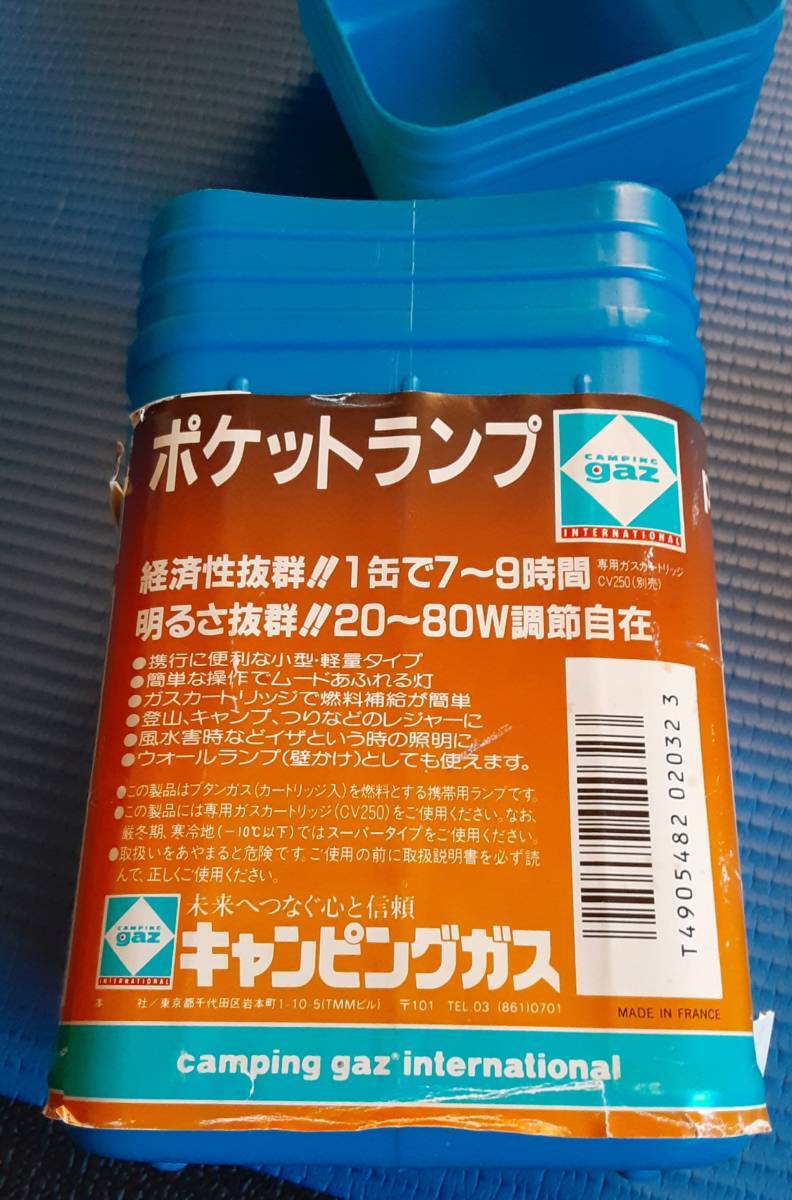 ポケットランプ
CAMPING
gaz
INTERNATIONAL
経済性抜群!!1缶で7〜9時間
専用ガスカートリッジ
CV250(別売)
明るさ抜群!!20〜80W調節自在
●携行に便利な小型・軽量タイプ
●簡単な操作でムードあふれる灯
●ガスカートリッジで燃料補給が簡単
●登山、キャンプ、つりなどのレジャーに
●風水害時などイザという時の照明に
●ウォールランプ(壁かけ)としても使えます。
●この製品はブタンガス(カートリッジ入)を燃料とする携帯用ランプです。
●この製品には専用ガスカートリッジ(CV250)をご使用ください。なお、
厳冬期、寒冷地(−10℃以下)ではスーパータイプをご使用ください。
●取扱いをあやまると危険です。ご使用の前に取扱説明書を必ず読
んで、正しくご使用ください。
T4905482 02032 3
CAMPING
gaz
INTERNATIONAL
未来へつなぐ心と信頼
キャンピングガス
本 社/東京都千代田区岩本町1-10-5(TMMビル) 〒101 TEL.03 (861)0701
MADE IN FRANCE
camping gaz® international